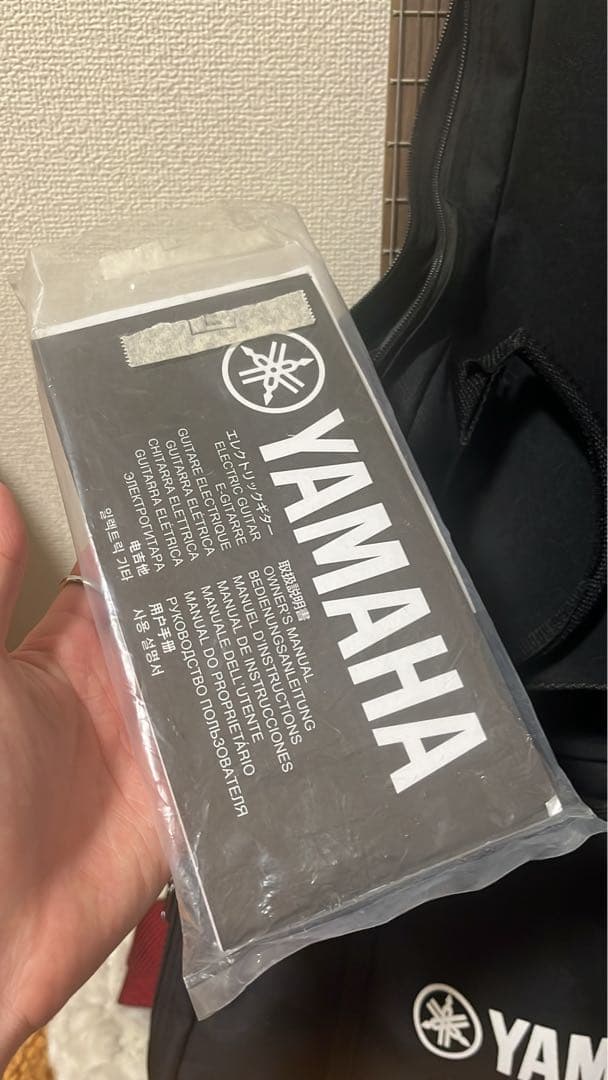 YAMAHA
エレクトリックギター
ELECTRIC GUITAR
E-GITARRE
GUITARE ELECTRIQUE
GUITARRA ELETRICA
CHITARRA ELETTRICA
GUITARRA ELÉTRICA
ЭЛЕКТРОГИТАРА
电吉他
일렉트릭 기타
取扱説明書
OWNER'S MANUAL
BEDIENUNGSANLEITUNG
MANUEL D'INSTRUCTIONS
MANUAL DE INSTRUCCIONES
MANUALE DELL'UTENTE
MANUAL DO PROPRIETÁRIO
РУКОВОДСТВО ПОЛЬЗОВАТЕЛЯ
用户手册
사용 설명서
YAM